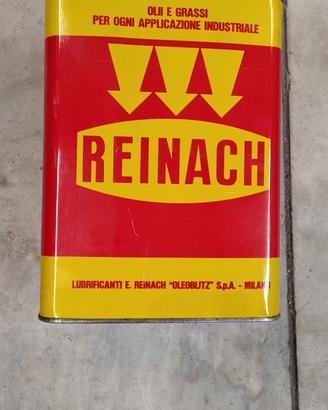 OLII E GRASSI
PER OGNI APPLICAZIONE INDUSTRIALE
REINACH
LUBRIFICANTI E. REINACH "OLEOBLITZ" S.p.A. - MILANO